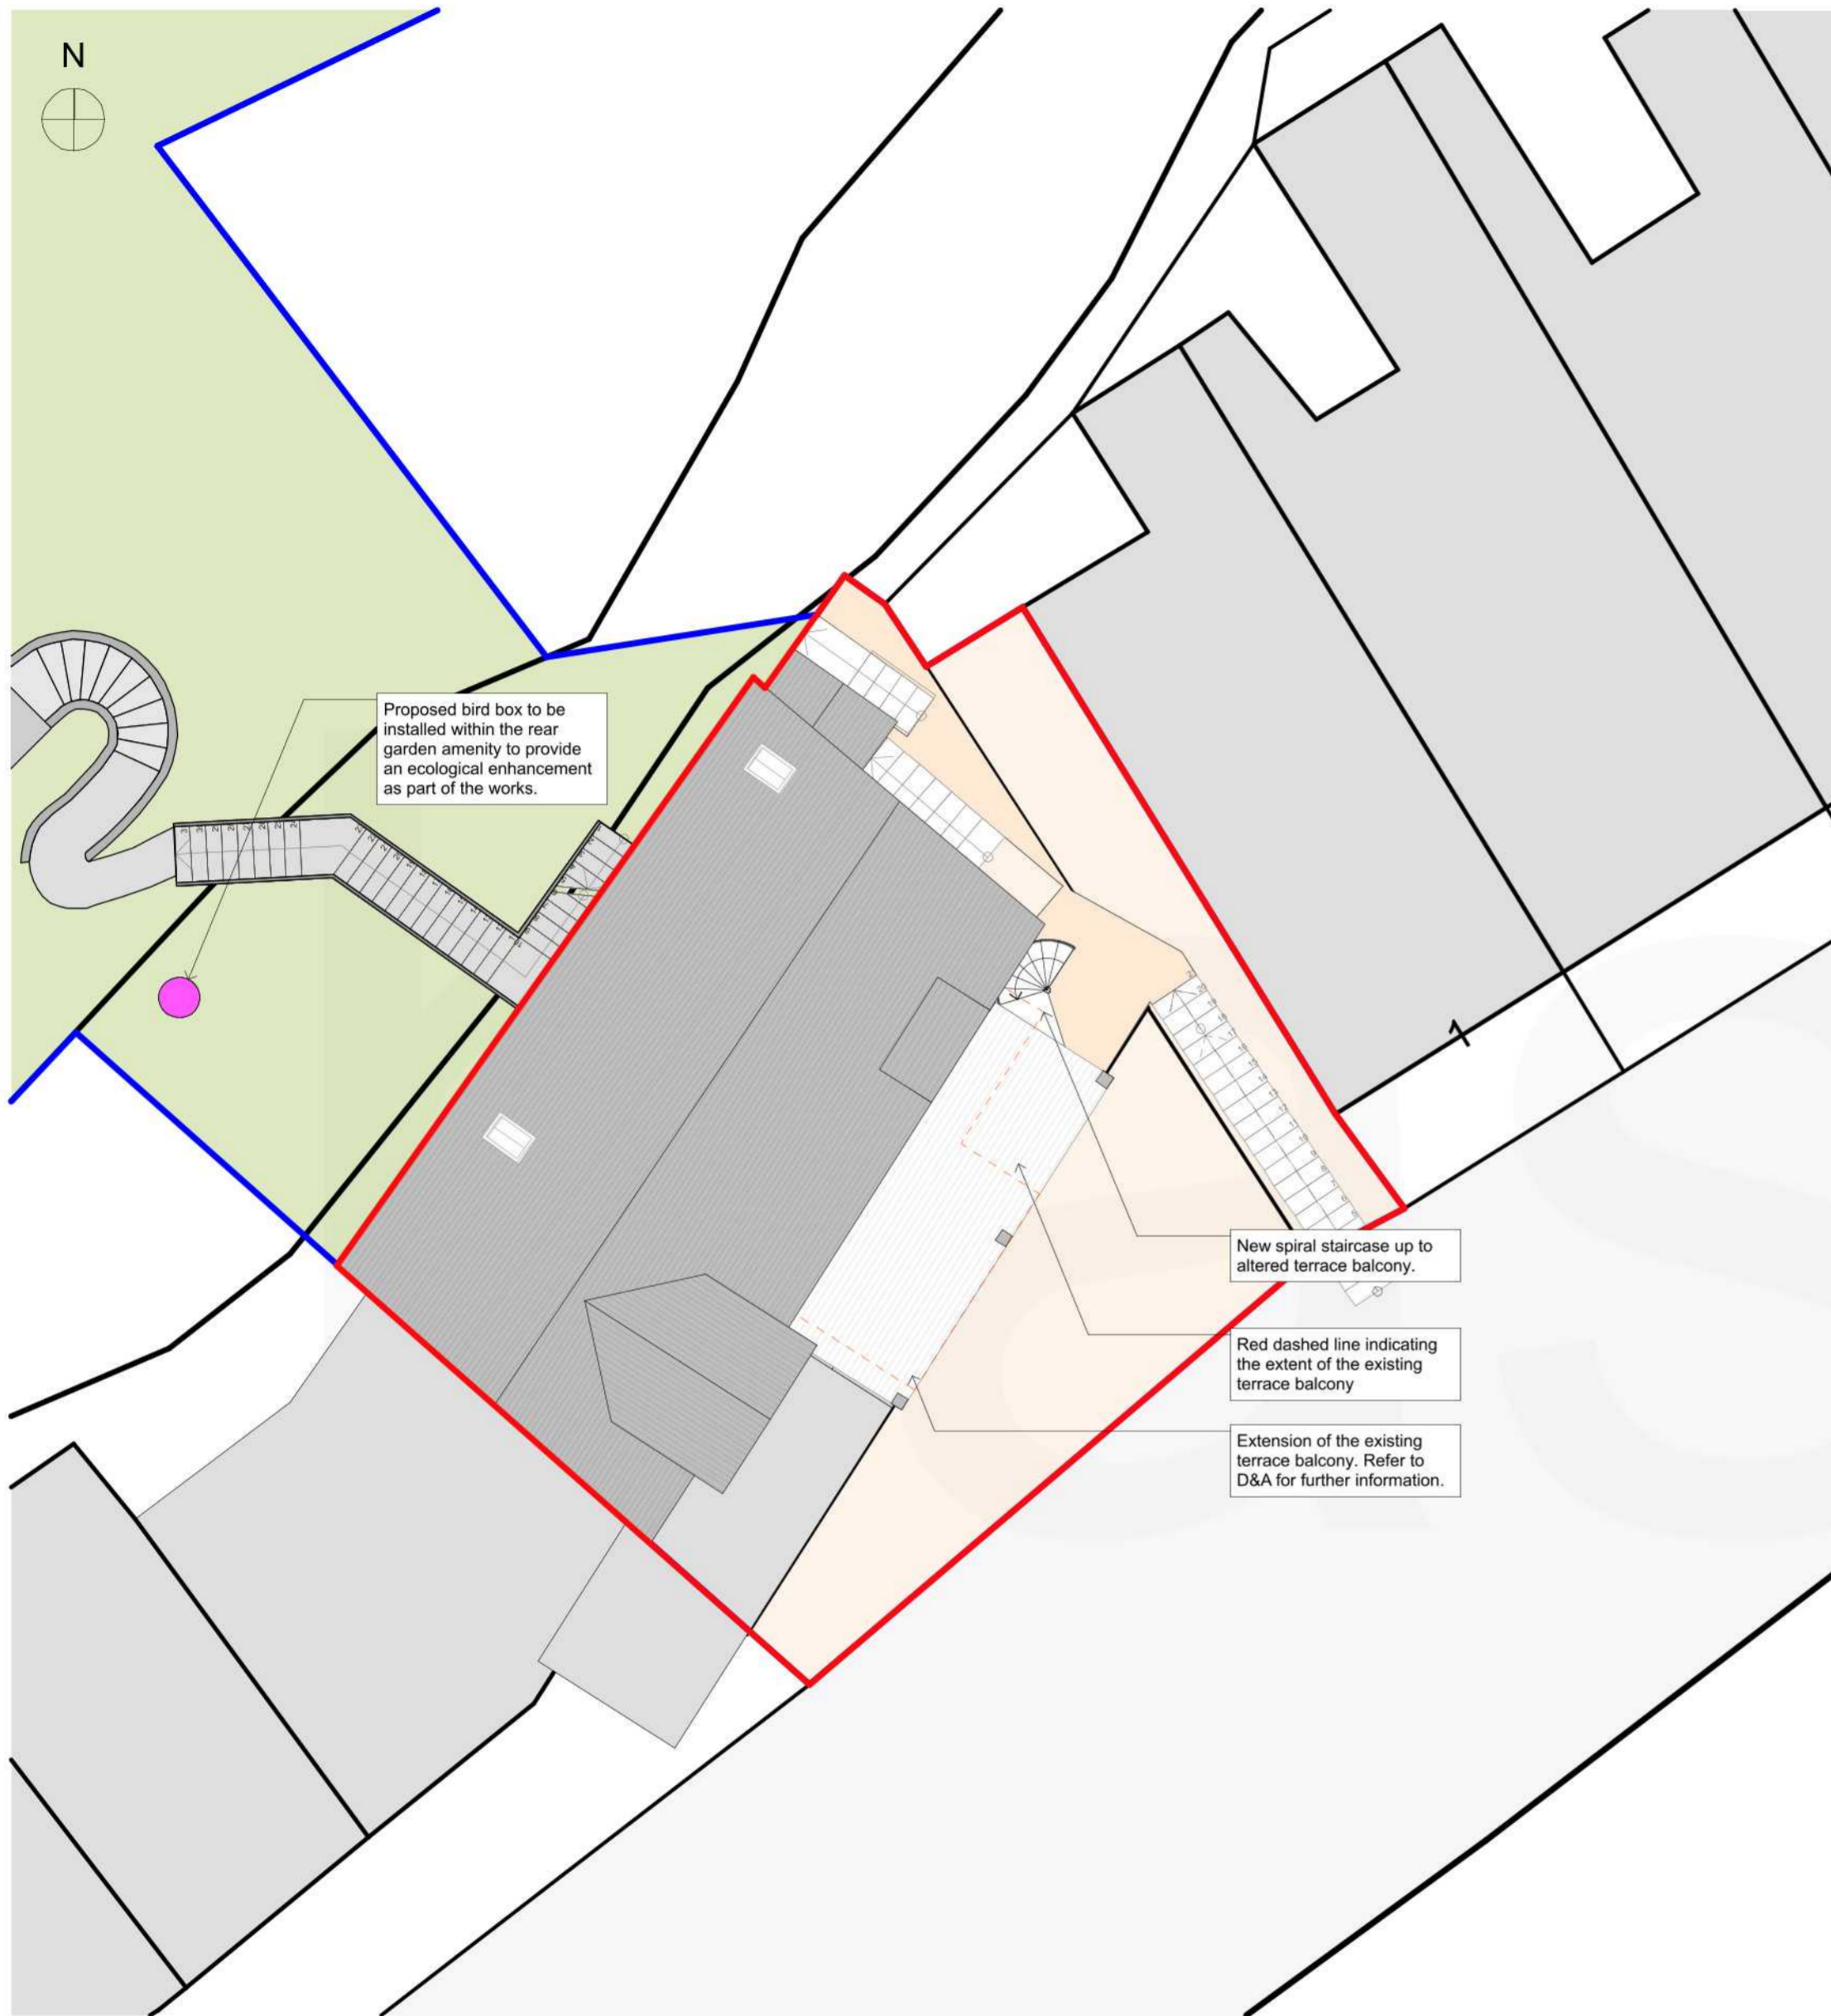 N
Proposed bird box to be
installed within the rear
garden amenity to provide
an ecological enhancement
as part of the works.
1
New spiral staircase up to
altered terrace balcony.
Red dashed line indicating
the extent of the existing
terrace balcony
Extension of the existing
terrace balcony. Refer to
D&A for further information.